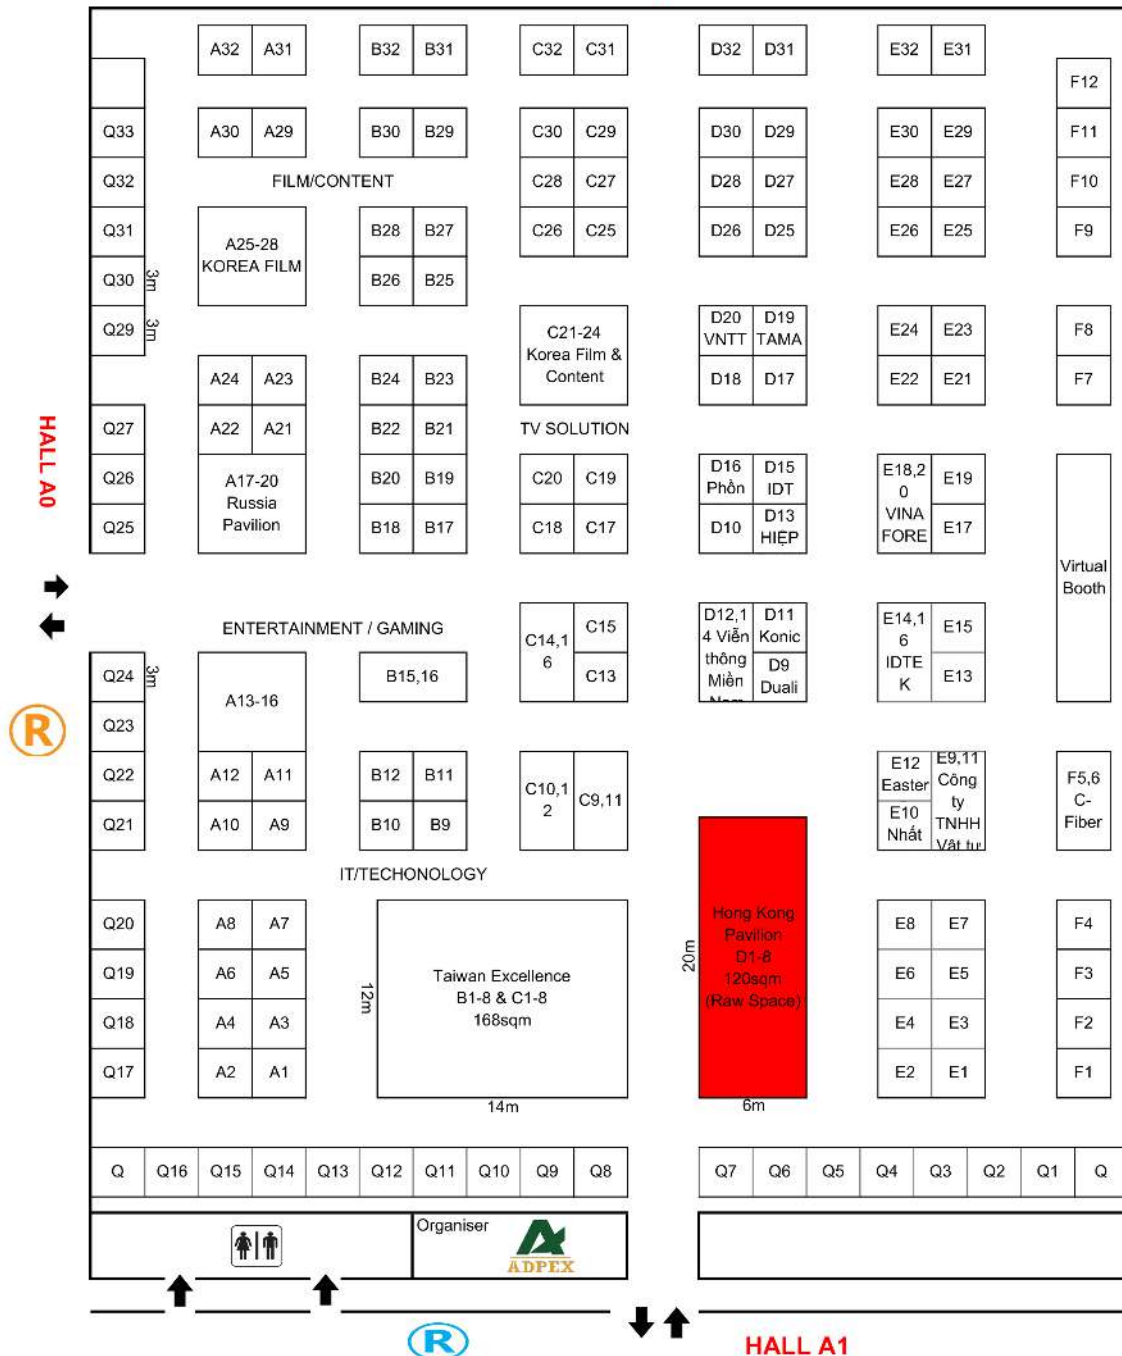 A32 A31 B32 B31 C32 C31 D32 D31 E32 E31
F12
Q33 A30 A29 B30 B29 C30 C29 D30 D29 E30 E29 F11
Q32 FILM/CONTENT C28 C27 D28 D27 E28 E27 F10
Q31 B28 B27 C26 C25 D26 D25 E26 E25 F9
A25-28
KOREA FILM
Q30 3m B26 B25
Q29 3m
C21-24
Korea Film &
Content
D20
VNTT
D19
TAMA
E24 E23 F8
A24 A23 B24 B23 D18 D17 E22 E21 F7
HALL A0
Q27 A22 A21 B22 B21 TV SOLUTION
Q26
A17-20
Russia
Pavilion
B20 B19 C20 C19
D16
Phồn
D15
IDT
E18,2
0
VINA
FORE
E19
Q25 B18 B17 C18 C17 D10
D13
HIỆP
E17
Virtual
Booth
ENTERTAINMENT / GAMING
C14,1
6
C15
D12,1
4 Viễn
thông
Miền
Nam
D11
Konic
E14,1
6
IDTE
K
E15
Q24 3m
A13-16
B15,16 C13
D9
Duali
E13
R
Q23
Q22 A12 A11 B12 B11
C10,1
2
C9,11
E12
Easter
E9,11
Công
ty
TNHH
Vật tư
F5,6
C-
Fiber
Q21 A10 A9 B10 B9
E10
Nhất
IT/TECHONOLOGY
Q20 A8 A7
Hong Kong
Pavilion
D1-8
120sqm
(Raw Space)
20m
E8 E7 F4
Q19 A6 A5
12m
Taiwan Excellence
B1-8 & C1-8
168sqm
E6 E5 F3
Q18 A4 A3 E4 E3 F2
Q17 A2 A1 E2 E1 F1
14m 6m
Q Q16 Q15 Q14 Q13 Q12 Q11 Q10 Q9 Q8 Q7 Q6 Q5 Q4 Q3 Q2 Q1 Q
Organiser
ADPEX
R
HALL A1